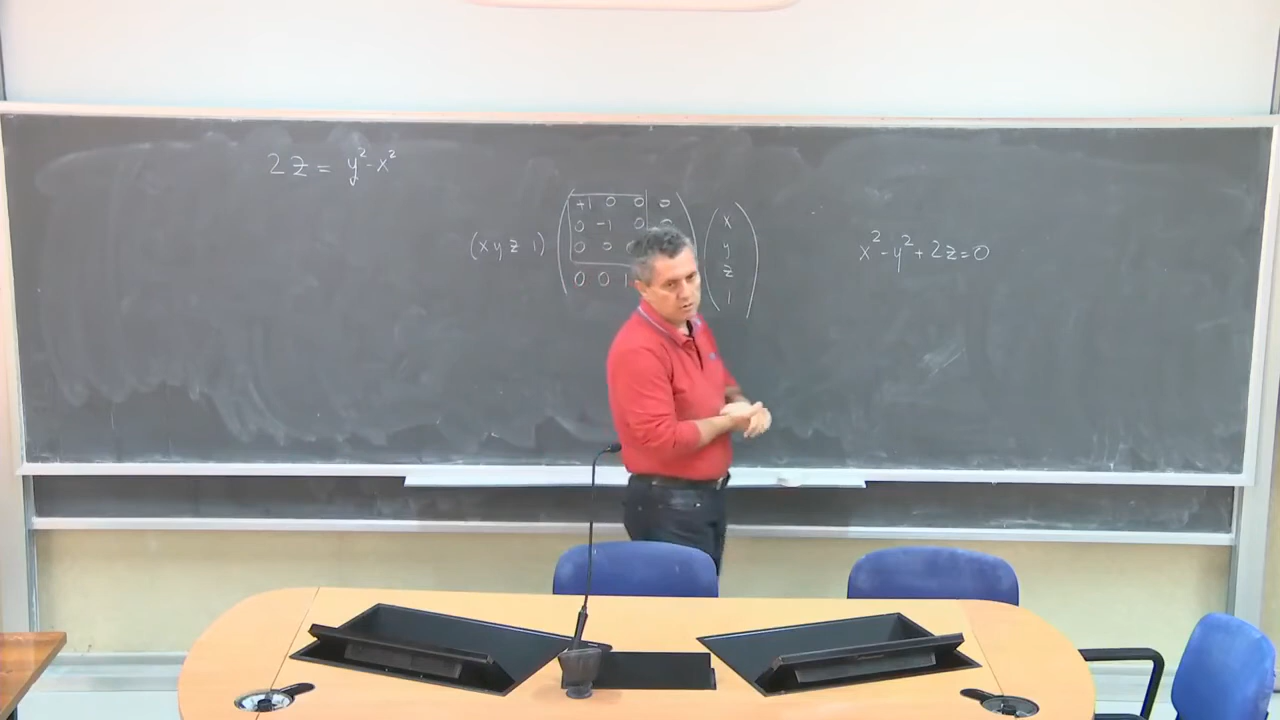 2z = y²-x²
(x y z 1) ( +1 0 0 0
0 -1 0
0 0
0 0 1 ) ( x
y
z
1 )
x²-y²+2z=0